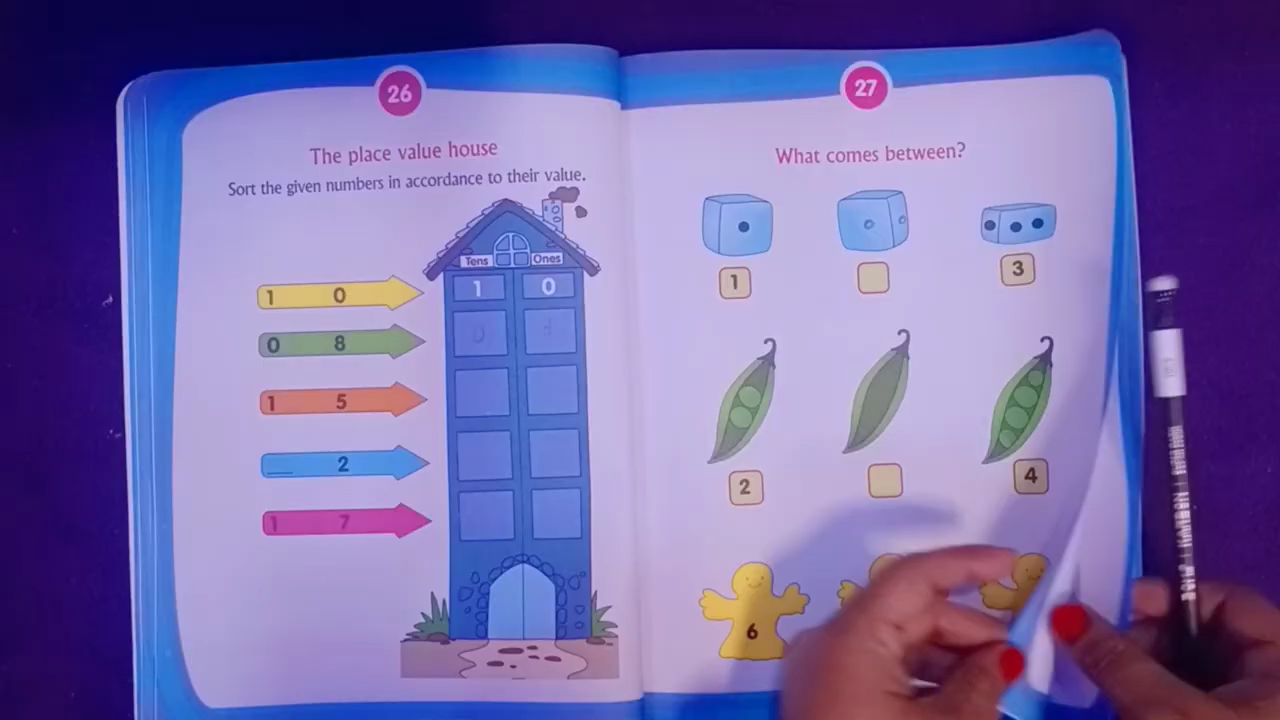 26
The place value house
Sort the given numbers in accordance to their value.
Tens Ones
1 0 1 0
0 8
1 5
__ 2
1 7
27
What comes between?
1 3
2 4
6